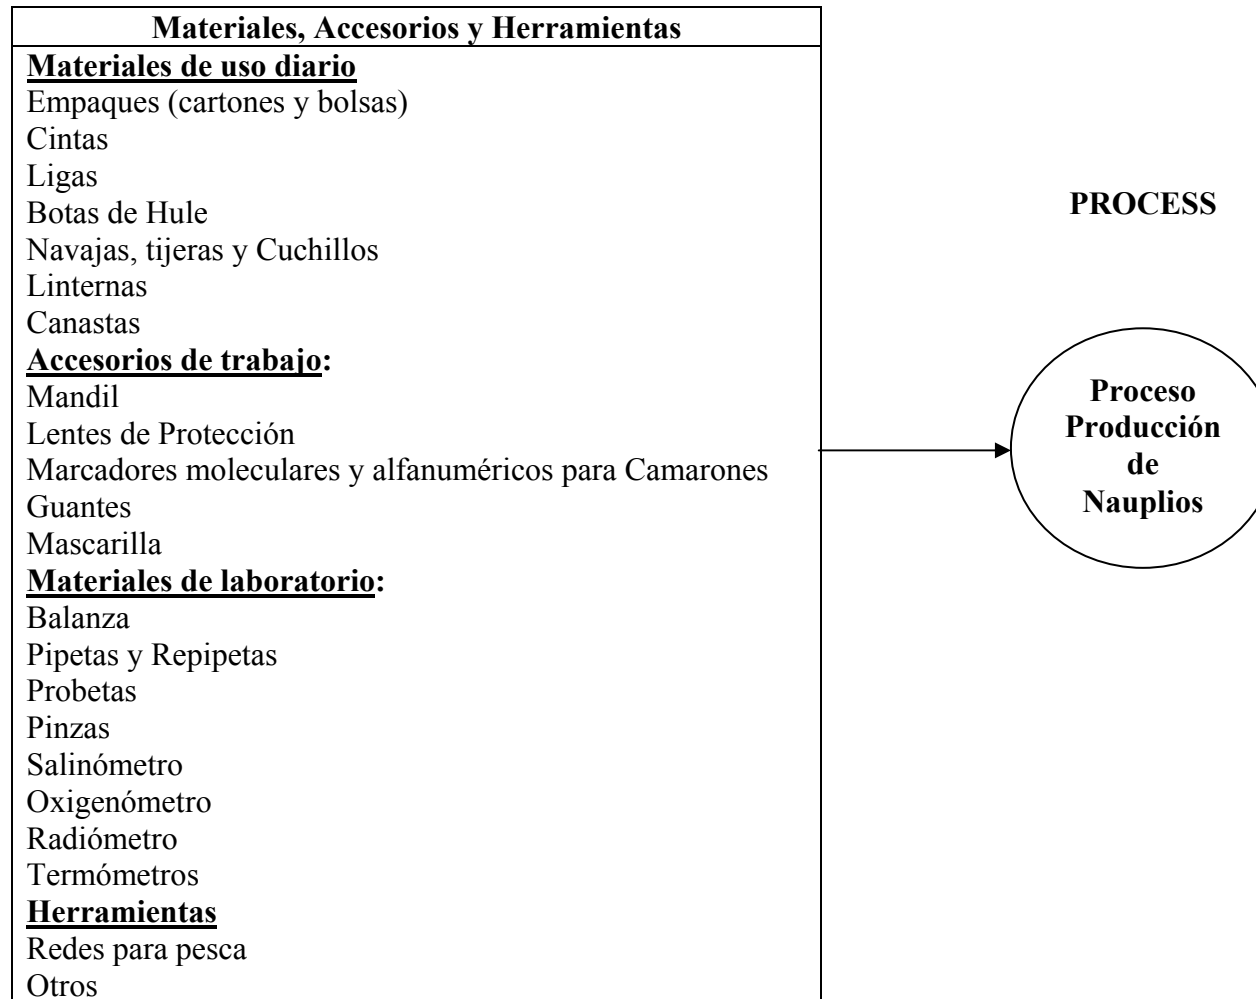 Materiales, Accesorios y Herramientas
Materiales de uso diario
Empaques (cartones y bolsas)
Cintas
Ligas
Botas de Hule
Navajas, tijeras y Cuchillos
Linternas
Canastas
Accesorios de trabajo:
Mandil
Lentes de Protección
Marcadores moleculares y alfanuméricos para Camarones
Guantes
Mascarilla
Materiales de laboratorio:
Balanza
Pipetas y Repipetas
Probetas
Pinzas
Salinómetro
Oxigenómetro
Radiómetro
Termómetros
Herramientas
Redes para pesca
Otros
PROCESS
Proceso
Producción
de
Nauplios